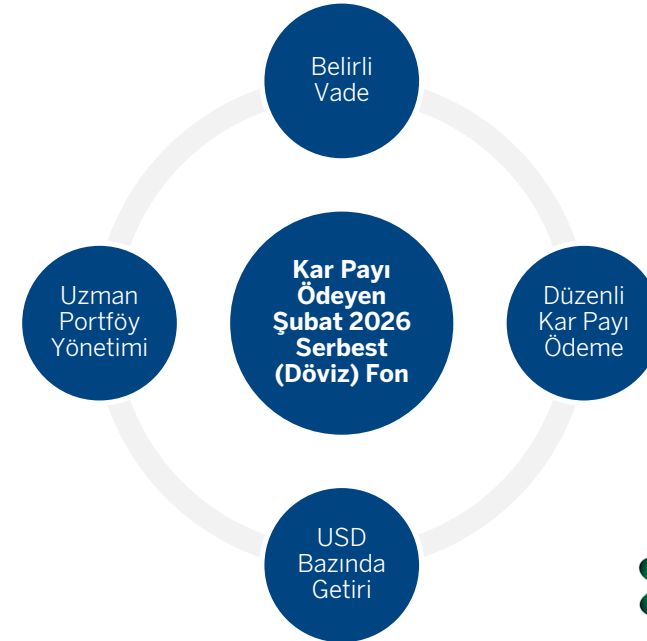 Belirli
Vade
Kar Payı
Ödeyen
Şubat 2026
Serbest
(Döviz) Fon
Uzman
Portföy
Yönetimi
Düzenli
Kar Payı
Ödeme
USD
Bazında
Getiri